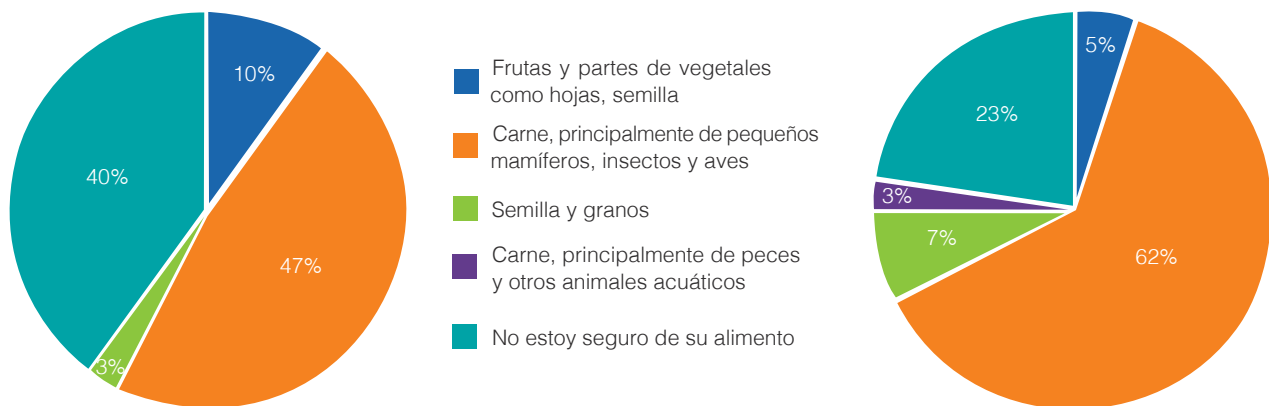 10%
47%
3%
40%
Frutas y partes de vegetales
como hojas, semilla
Carne, principalmente de pequeños
mamíferos, insectos y aves
Semilla y granos
Carne, principalmente de peces
y otros animales acuáticos
No estoy seguro de su alimento
5%
62%
7%
3%
23%